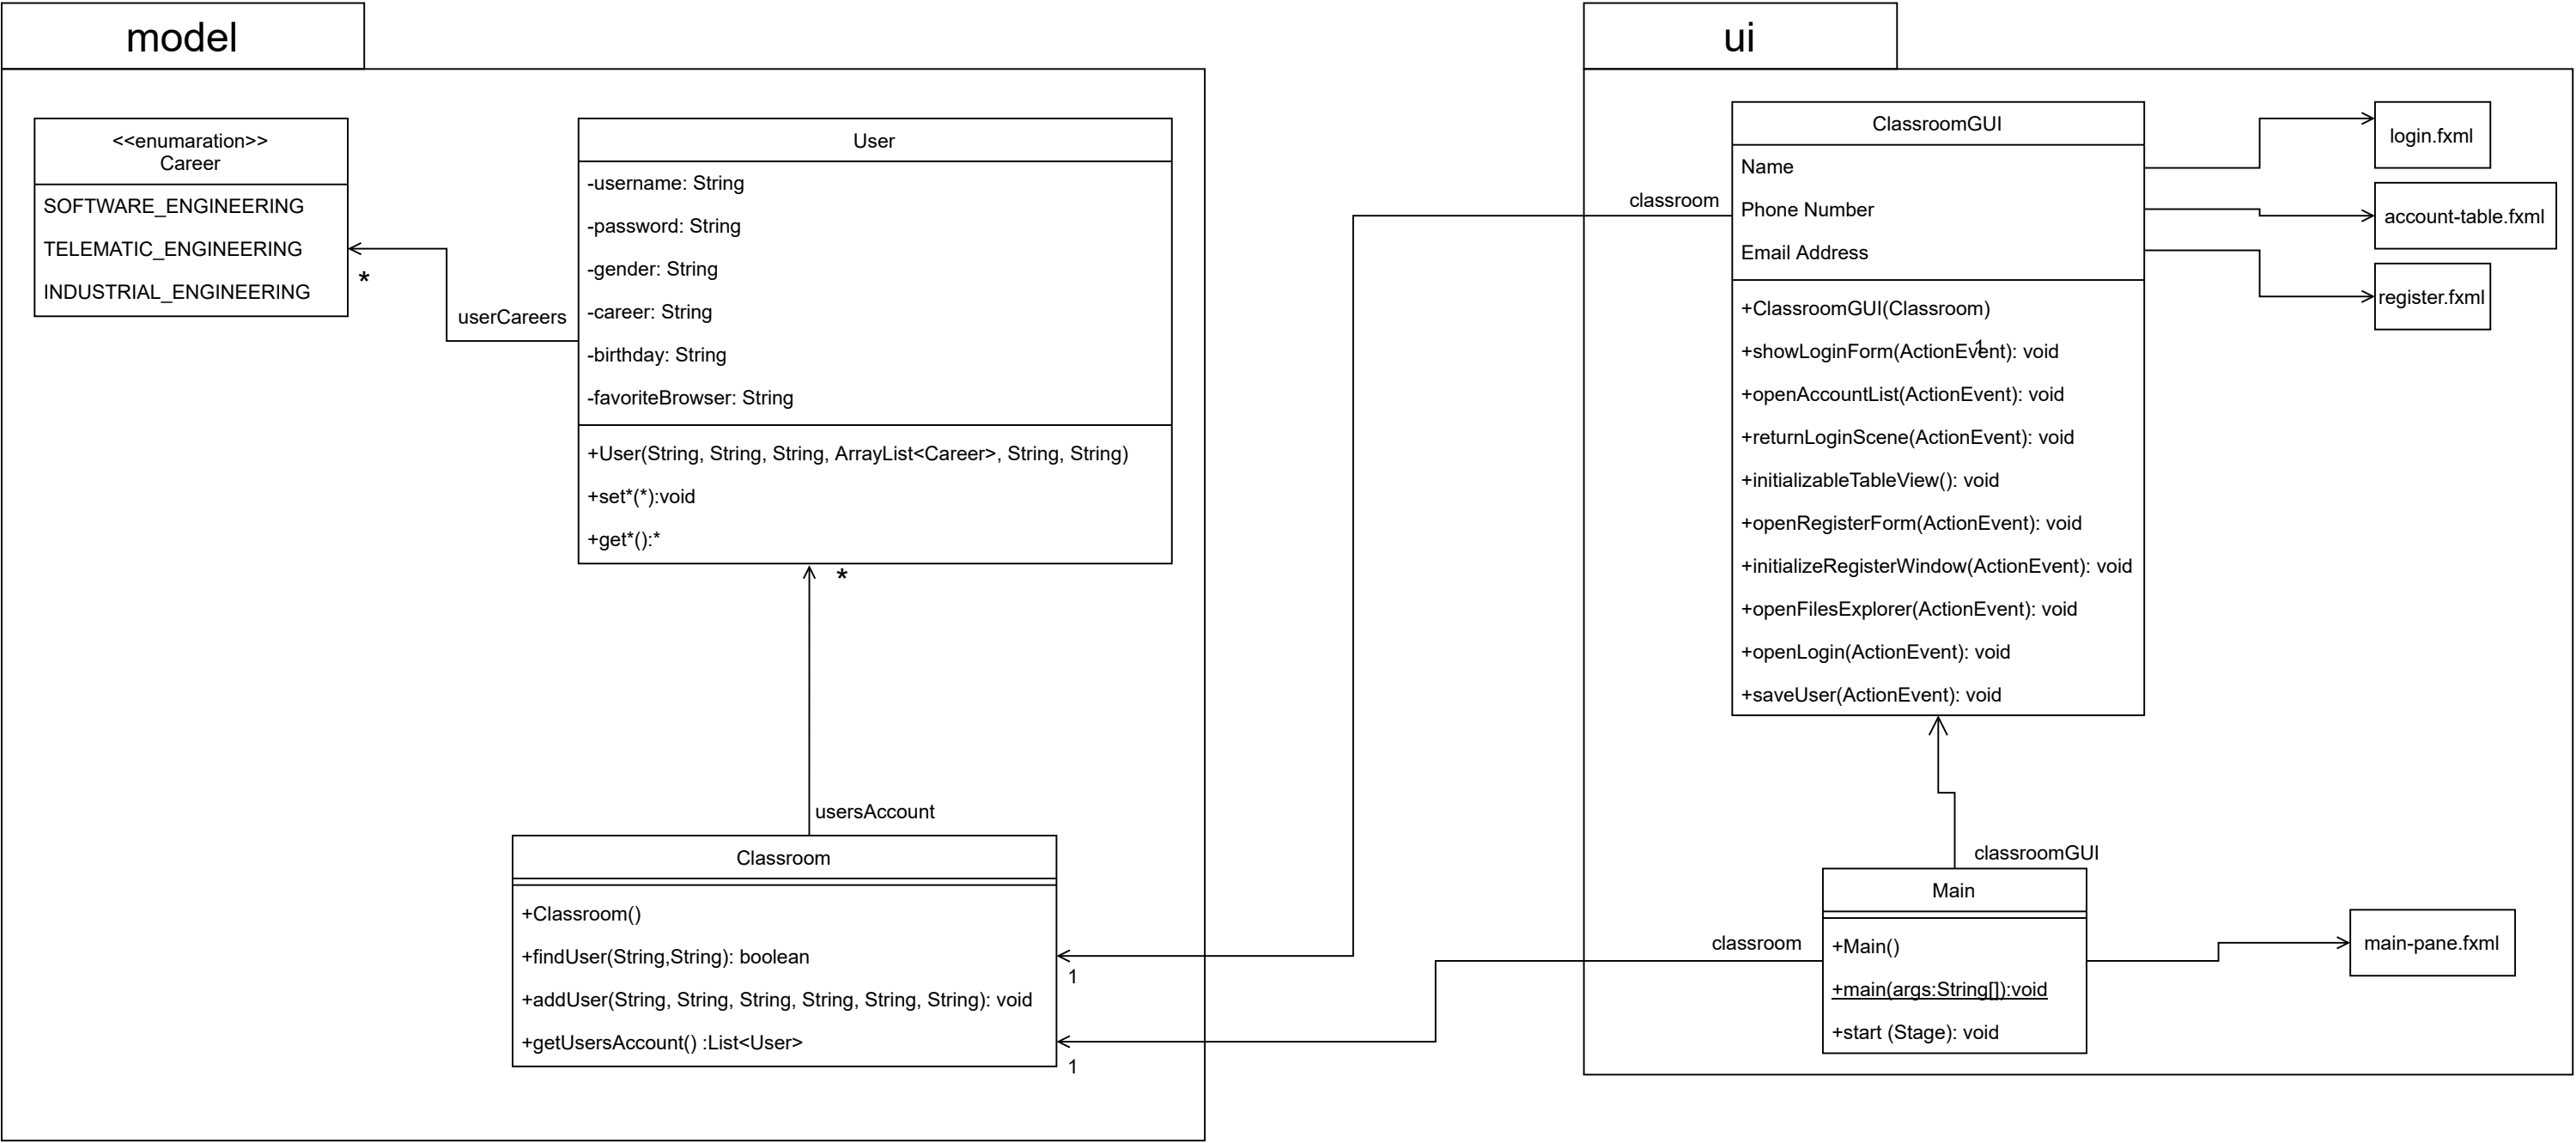 model
<<enumaration>>
Career
SOFTWARE_ENGINEERING
TELEMATIC_ENGINEERING
INDUSTRIAL_ENGINEERING
*
userCareers
User
-username: String
-password: String
-gender: String
-career: String
-birthday: String
-favoriteBrowser: String
+User(String, String, String, ArrayList<Career>, String, String)
+set*(*):void
+get*():*
*
usersAccount
Classroom
+Classroom()
+findUser(String,String): boolean
+addUser(String, String, String, String, String, String): void
+getUsersAccount() :List<User>
1
1
ui
classroom
ClassroomGUI
Name
Phone Number
Email Address
+ClassroomGUI(Classroom)
1
+showLoginForm(ActionEvent): void
+openAccountList(ActionEvent): void
+returnLoginScene(ActionEvent): void
+initializableTableView(): void
+openRegisterForm(ActionEvent): void
+initializeRegisterWindow(ActionEvent): void
+openFilesExplorer(ActionEvent): void
+openLogin(ActionEvent): void
+saveUser(ActionEvent): void
login.fxml
account-table.fxml
register.fxml
classroomGUI
classroom
Main
+Main()
+main(args:String[]):void
+start (Stage): void
main-pane.fxml